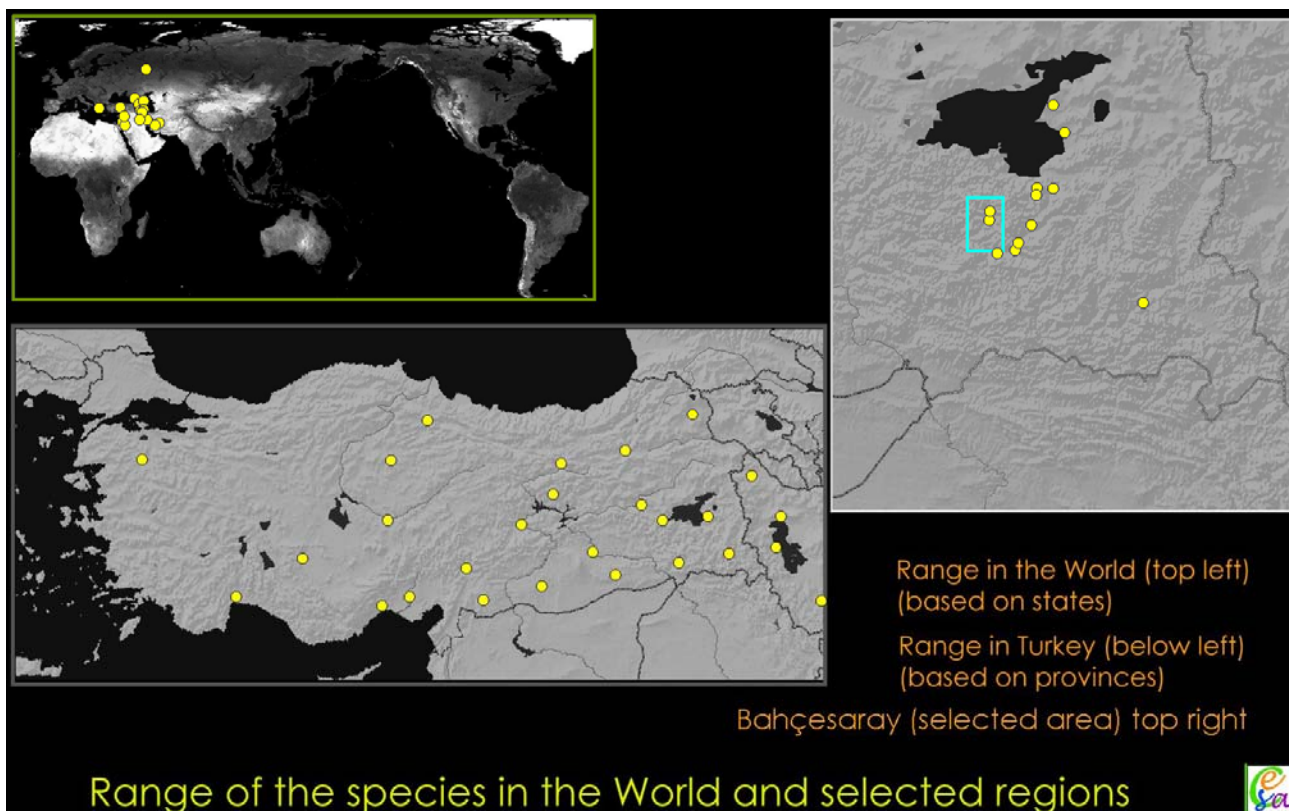 Range in the World (top left)
(based on states)
Range in Turkey (below left)
(based on provinces)
Bahçesaray (selected area) top right
Range of the species in the World and selected regions